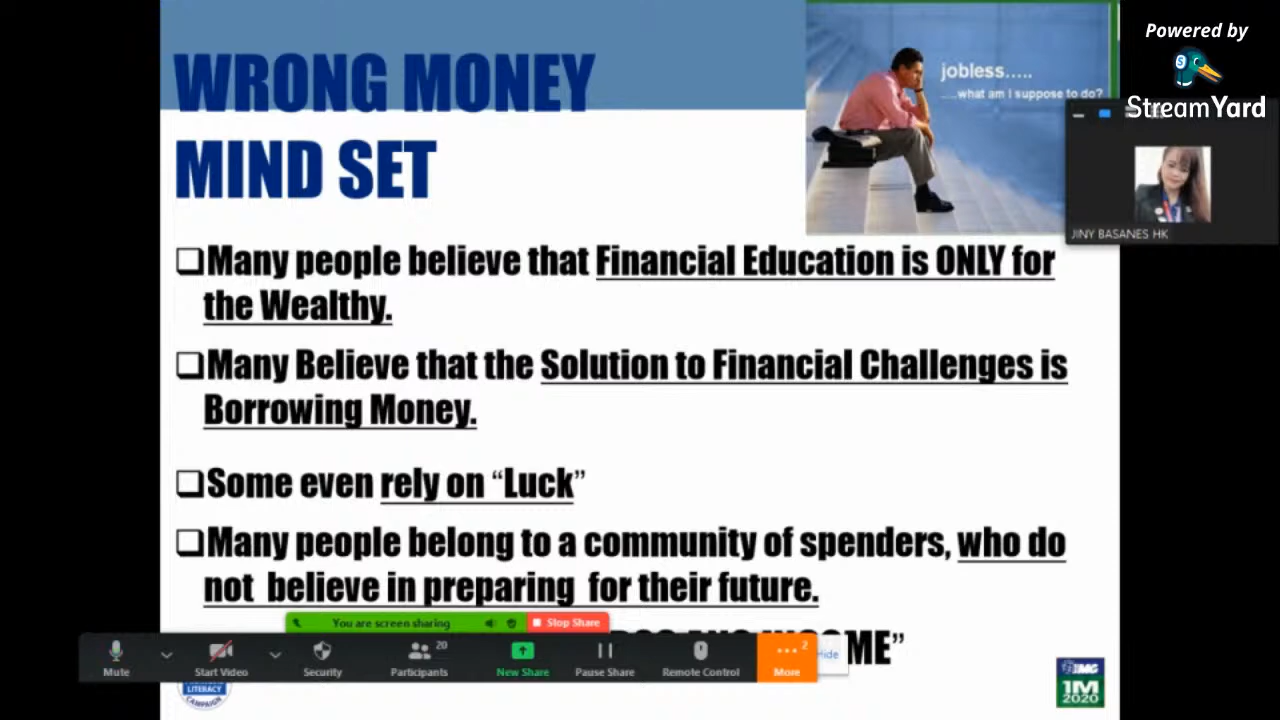 WRONG MONEY
MIND SET
jobless.....
....what am I suppose to do?
Powered by
StreamYard
JINY BASANES HK
❑Many people believe that Financial Education is ONLY for
the Wealthy.
❑Many Believe that the Solution to Financial Challenges is
Borrowing Money.
❑Some even rely on “Luck”
❑Many people belong to a community of spenders, who do
not believe in preparing for their future.
You are screen sharing
Stop Share
Mute
Start Video
Security
20
Participants
New Share
Pause Share
Remote Control
2
More
LITERACY
CAMPAIGN
IMG
1M
2020